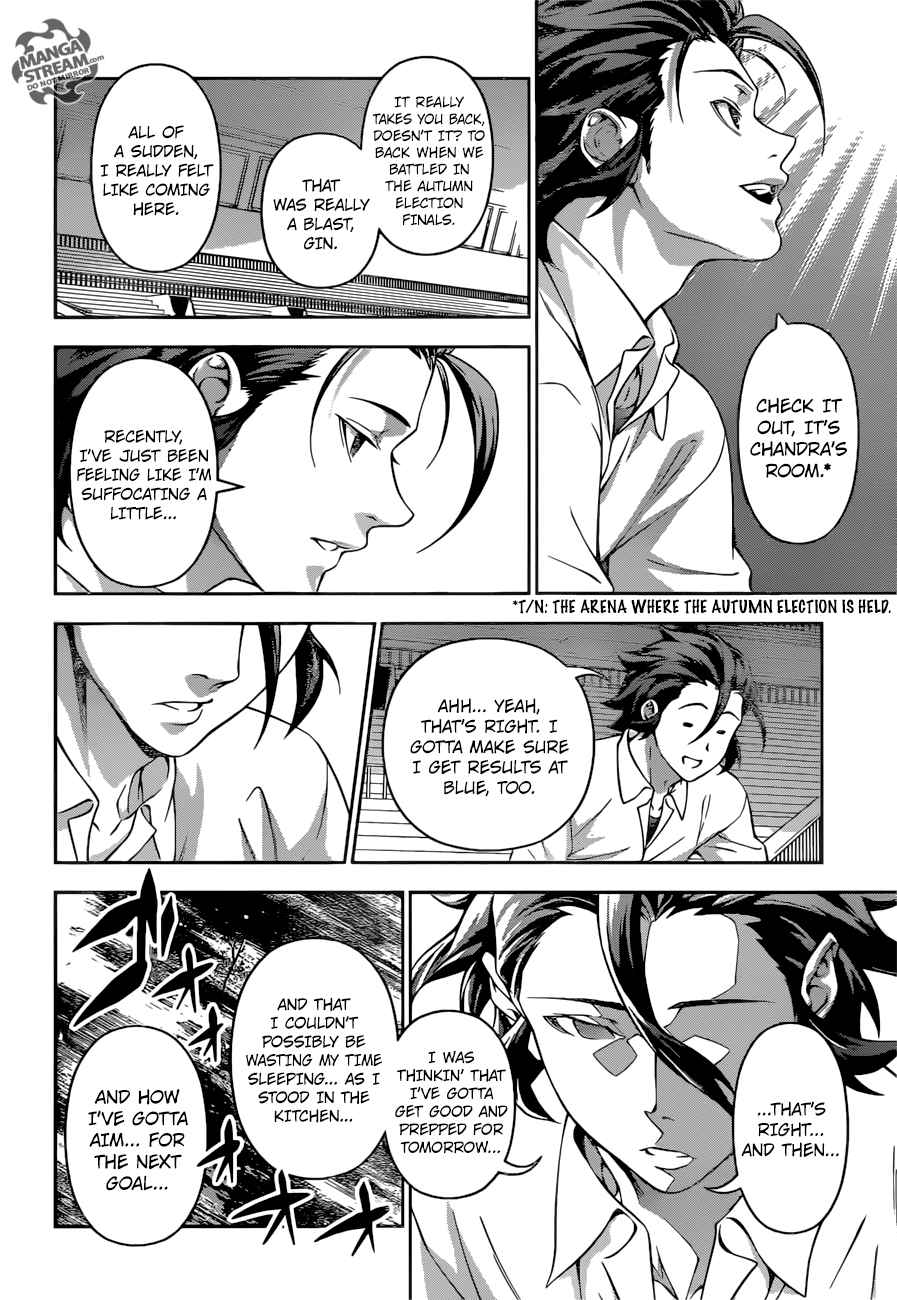 MANGA
STREAM.com
DO NOT MIRROR
CHECK IT
OUT, IT'S
CHANDRA'S
ROOM.*
IT REALLY
TAKES YOU BACK,
DOESN'T IT? TO
BACK WHEN WE
BATTLED IN
THE AUTUMN
ELECTION
FINALS.
THAT
WAS REALLY
A BLAST,
GIN.
ALL OF
A SUDDEN,
I REALLY FELT
LIKE COMING
HERE.
*T/N: THE ARENA WHERE THE AUTUMN ELECTION IS HELD.
RECENTLY,
I'VE JUST BEEN
FEELING LIKE I'M
SUFFOCATING A
LITTLE...
AHH... YEAH,
THAT'S RIGHT. I
GOTTA MAKE SURE
I GET RESULTS AT
BLUE, TOO.
...THAT'S
RIGHT...
AND THEN...
I WAS
THINKIN' THAT
I'VE GOTTA
GET GOOD AND
PREPPED FOR
TOMORROW...
AND THAT
I COULDN'T
POSSIBLY BE
WASTING MY TIME
SLEEPING... AS I
STOOD IN THE
KITCHEN...
AND HOW
I'VE GOTTA
AIM... FOR
THE NEXT
GOAL...